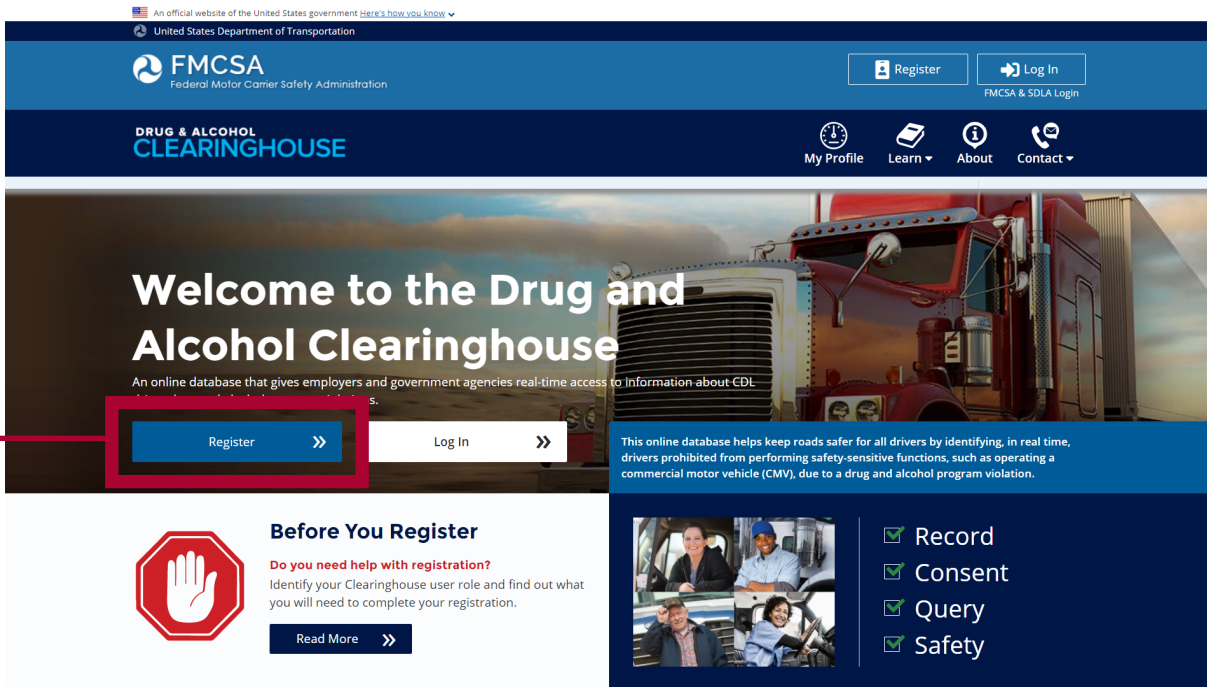 An official website of the United States government Here's how you know
United States Department of Transportation
FMCSA
Federal Motor Carrier Safety Administration
Register
Log In
FMCSA & SDLA Login
DRUG & ALCOHOL
CLEARINGHOUSE
My Profile
Learn
About
Contact
Welcome to the Drug and
Alcohol Clearinghouse
An online database that gives employers and government agencies real-time access to information about CDL
Register
Log In
This online database helps keep roads safer for all drivers by identifying, in real time,
drivers prohibited from performing safety-sensitive functions, such as operating a
commercial motor vehicle (CMV), due to a drug and alcohol program violation.
Before You Register
Do you need help with registration?
Identify your Clearinghouse user role and find out what
you will need to complete your registration.
Read More
Record
Consent
Query
Safety